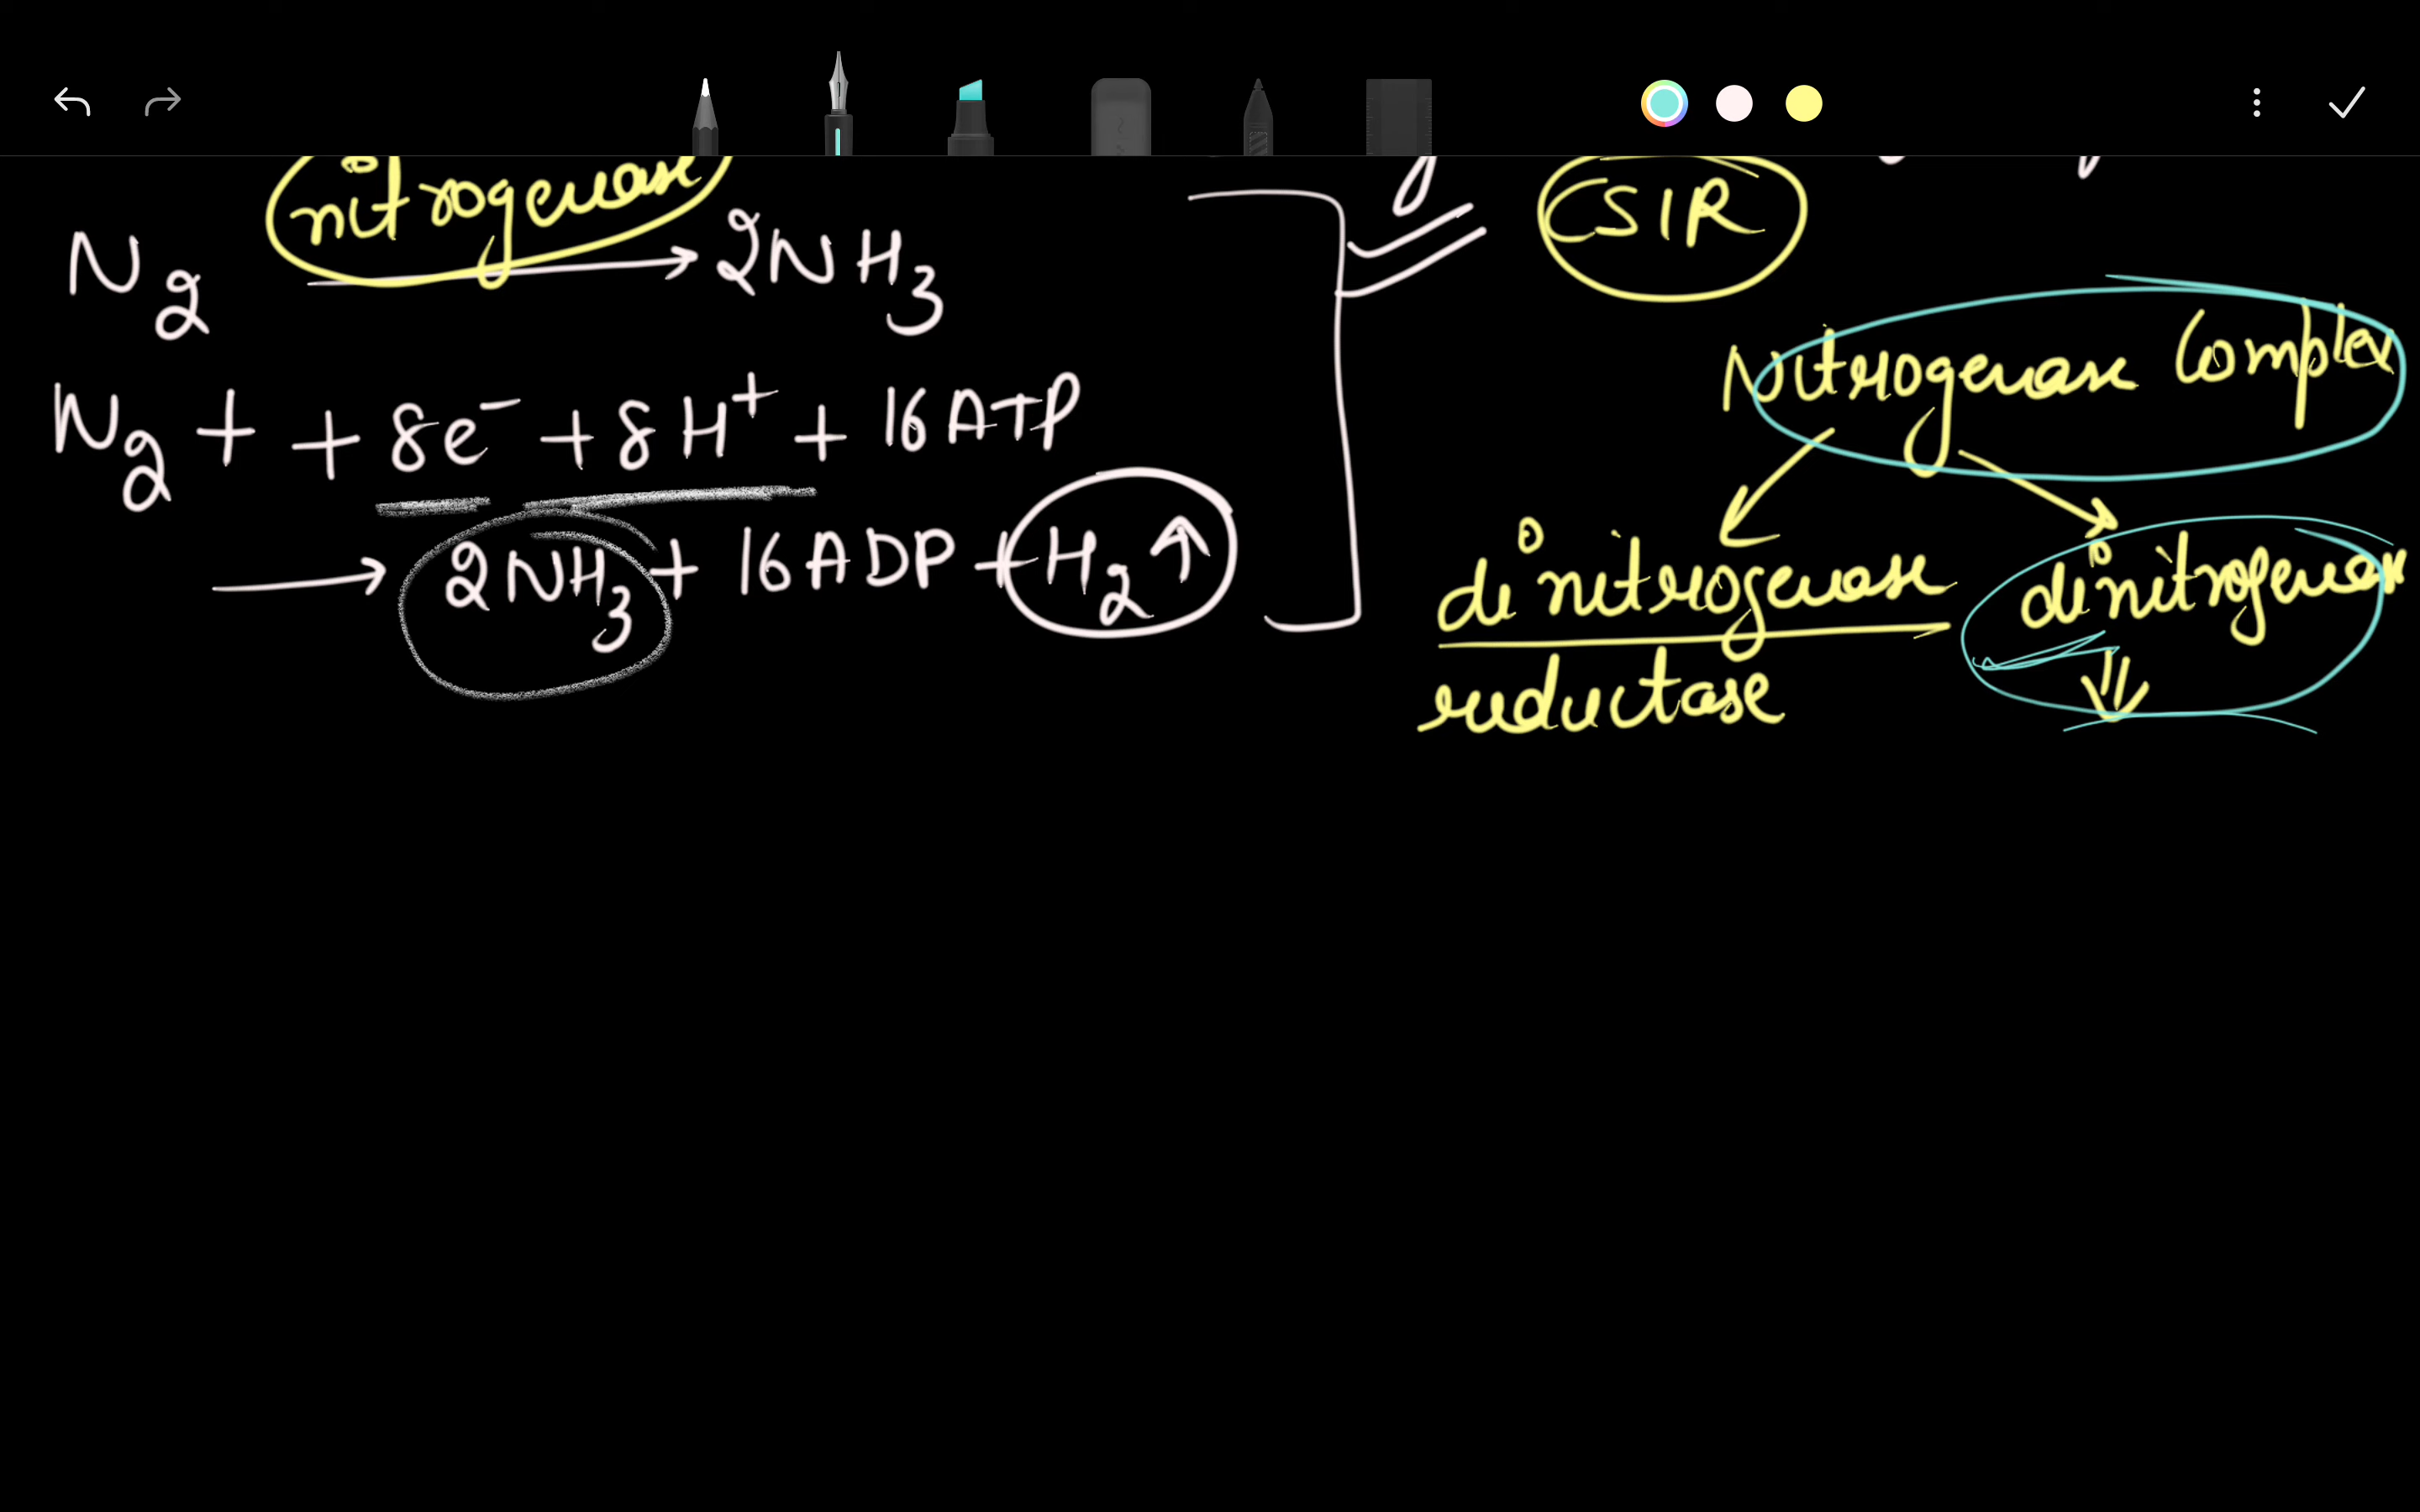 nitrogenase
N2 → 2NH3
N2 + + 8e- + 8H+ + 16ATP
→ 2NH3 + 16ADP + H2↑
CSIR
Nitrogenase Complex
dinitrogenase
reductase
dinitrogenase